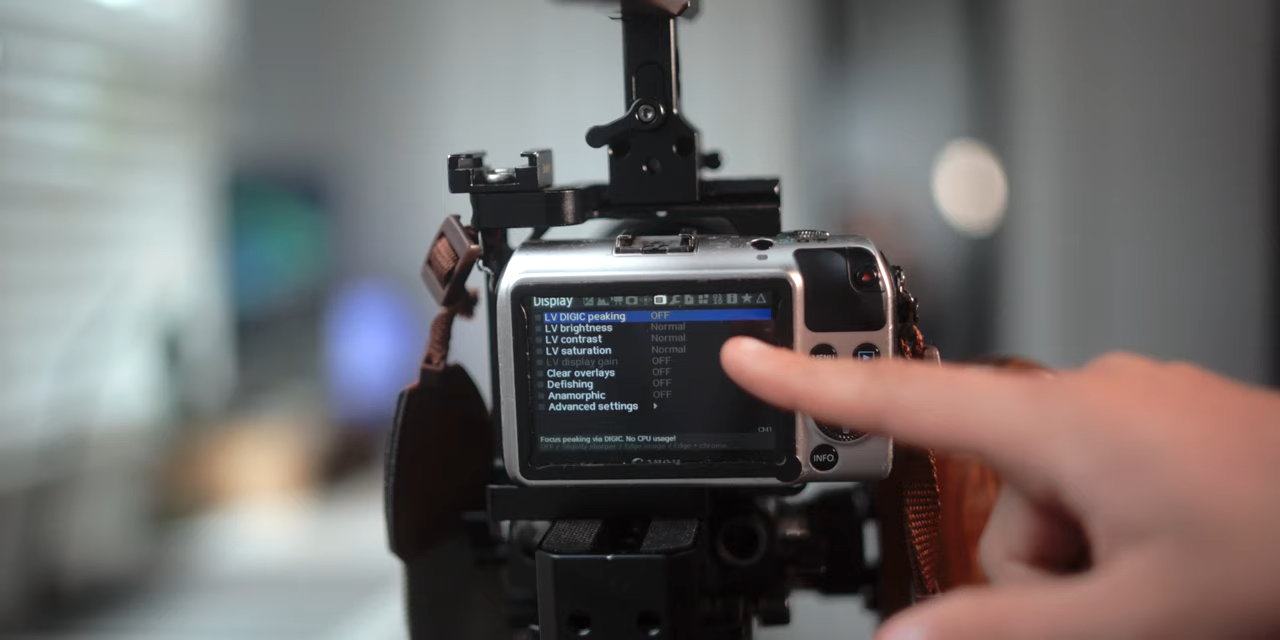 Display
LV DIGIC peaking OFF
LV brightness Normal
LV contrast Normal
LV saturation Normal
LV display gain OFF
Clear overlays OFF
Defishing OFF
Anamorphic OFF
Advanced settings
Focus peaking via DIGIC. No CPU usage!
Canon
INFO.